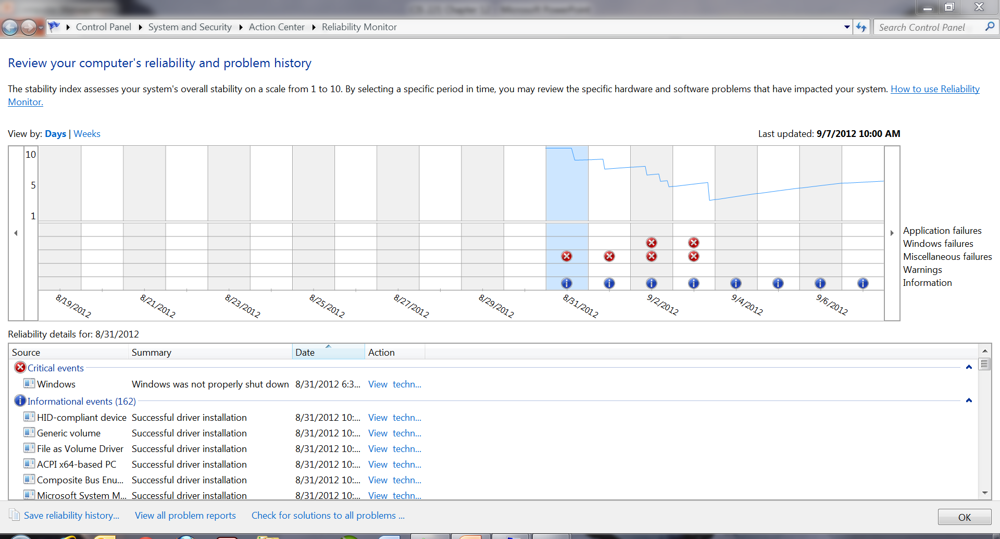 Control Panel System and Security Action Center Reliability Monitor Search Control Panel
Review your computer's reliability and problem history
The stability index assesses your system's overall stability on a scale from 1 to 10. By selecting a specific period in time, you may review the specific hardware and software problems that have impacted your system. How to use Reliability
Monitor.
View by: Days | Weeks Last updated: 9/7/2012 10:00 AM
10
5
1
Application failures
Windows failures
Miscellaneous failures
Warnings
Information
8/19/2012 8/21/2012 8/23/2012 8/25/2012 8/27/2012 8/29/2012 8/31/2012 9/2/2012 9/4/2012 9/6/2012
Reliability details for: 8/31/2012
Source Summary Date Action
Critical events
Windows Windows was not properly shut down 8/31/2012 6:3... View techn...
Informational events (162)
HID-compliant device Successful driver installation 8/31/2012 10:... View techn...
Generic volume Successful driver installation 8/31/2012 10:... View techn...
File as Volume Driver Successful driver installation 8/31/2012 10:... View techn...
ACPI x64-based PC Successful driver installation 8/31/2012 10:... View techn...
Composite Bus Enu... Successful driver installation 8/31/2012 10:... View techn...
Microsoft System M... Successful driver installation 8/31/2012 10:... View techn...
Save reliability history... View all problem reports Check for solutions to all problems ... OK